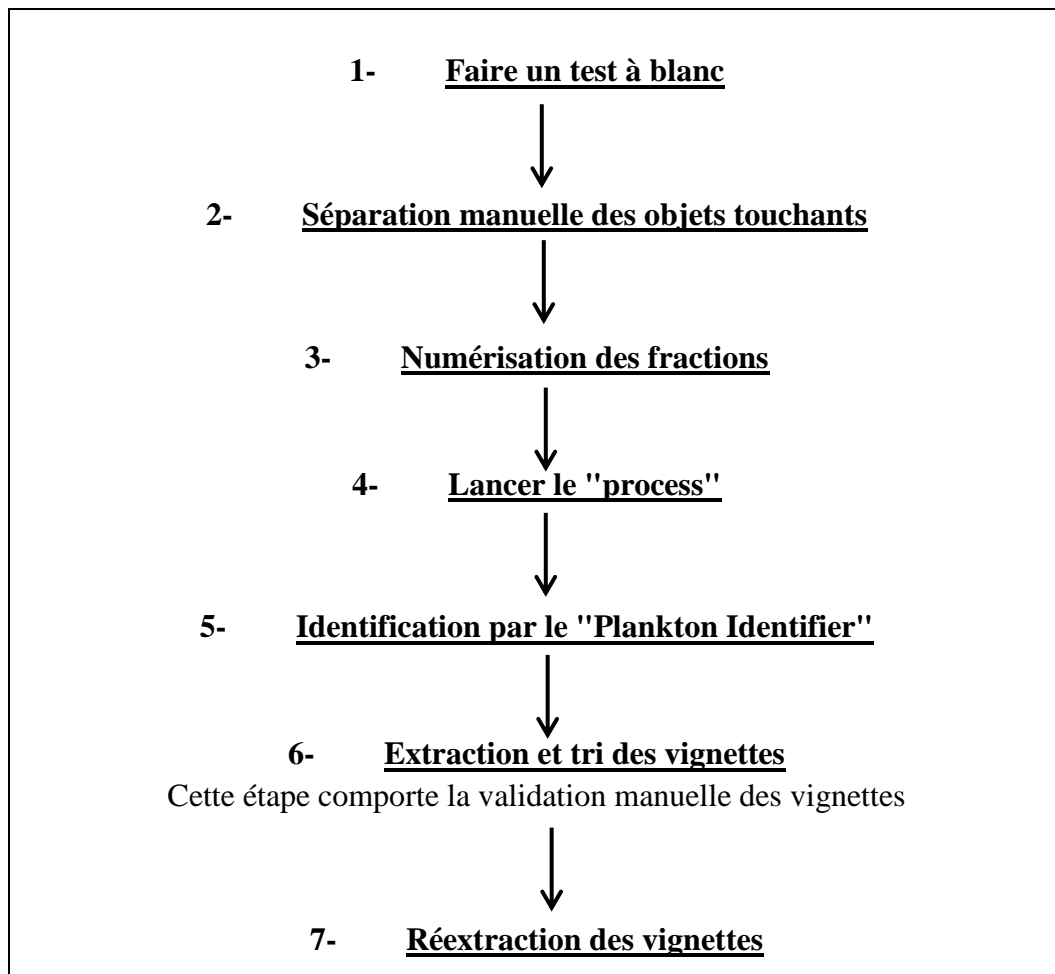 1- Faire un test à blanc
2- Séparation manuelle des objets touchants
3- Numérisation des fractions
4- Lancer le "process"
5- Identification par le "Plankton Identifier"
6- Extraction et tri des vignettes
Cette étape comporte la validation manuelle des vignettes
7- Réextraction des vignettes